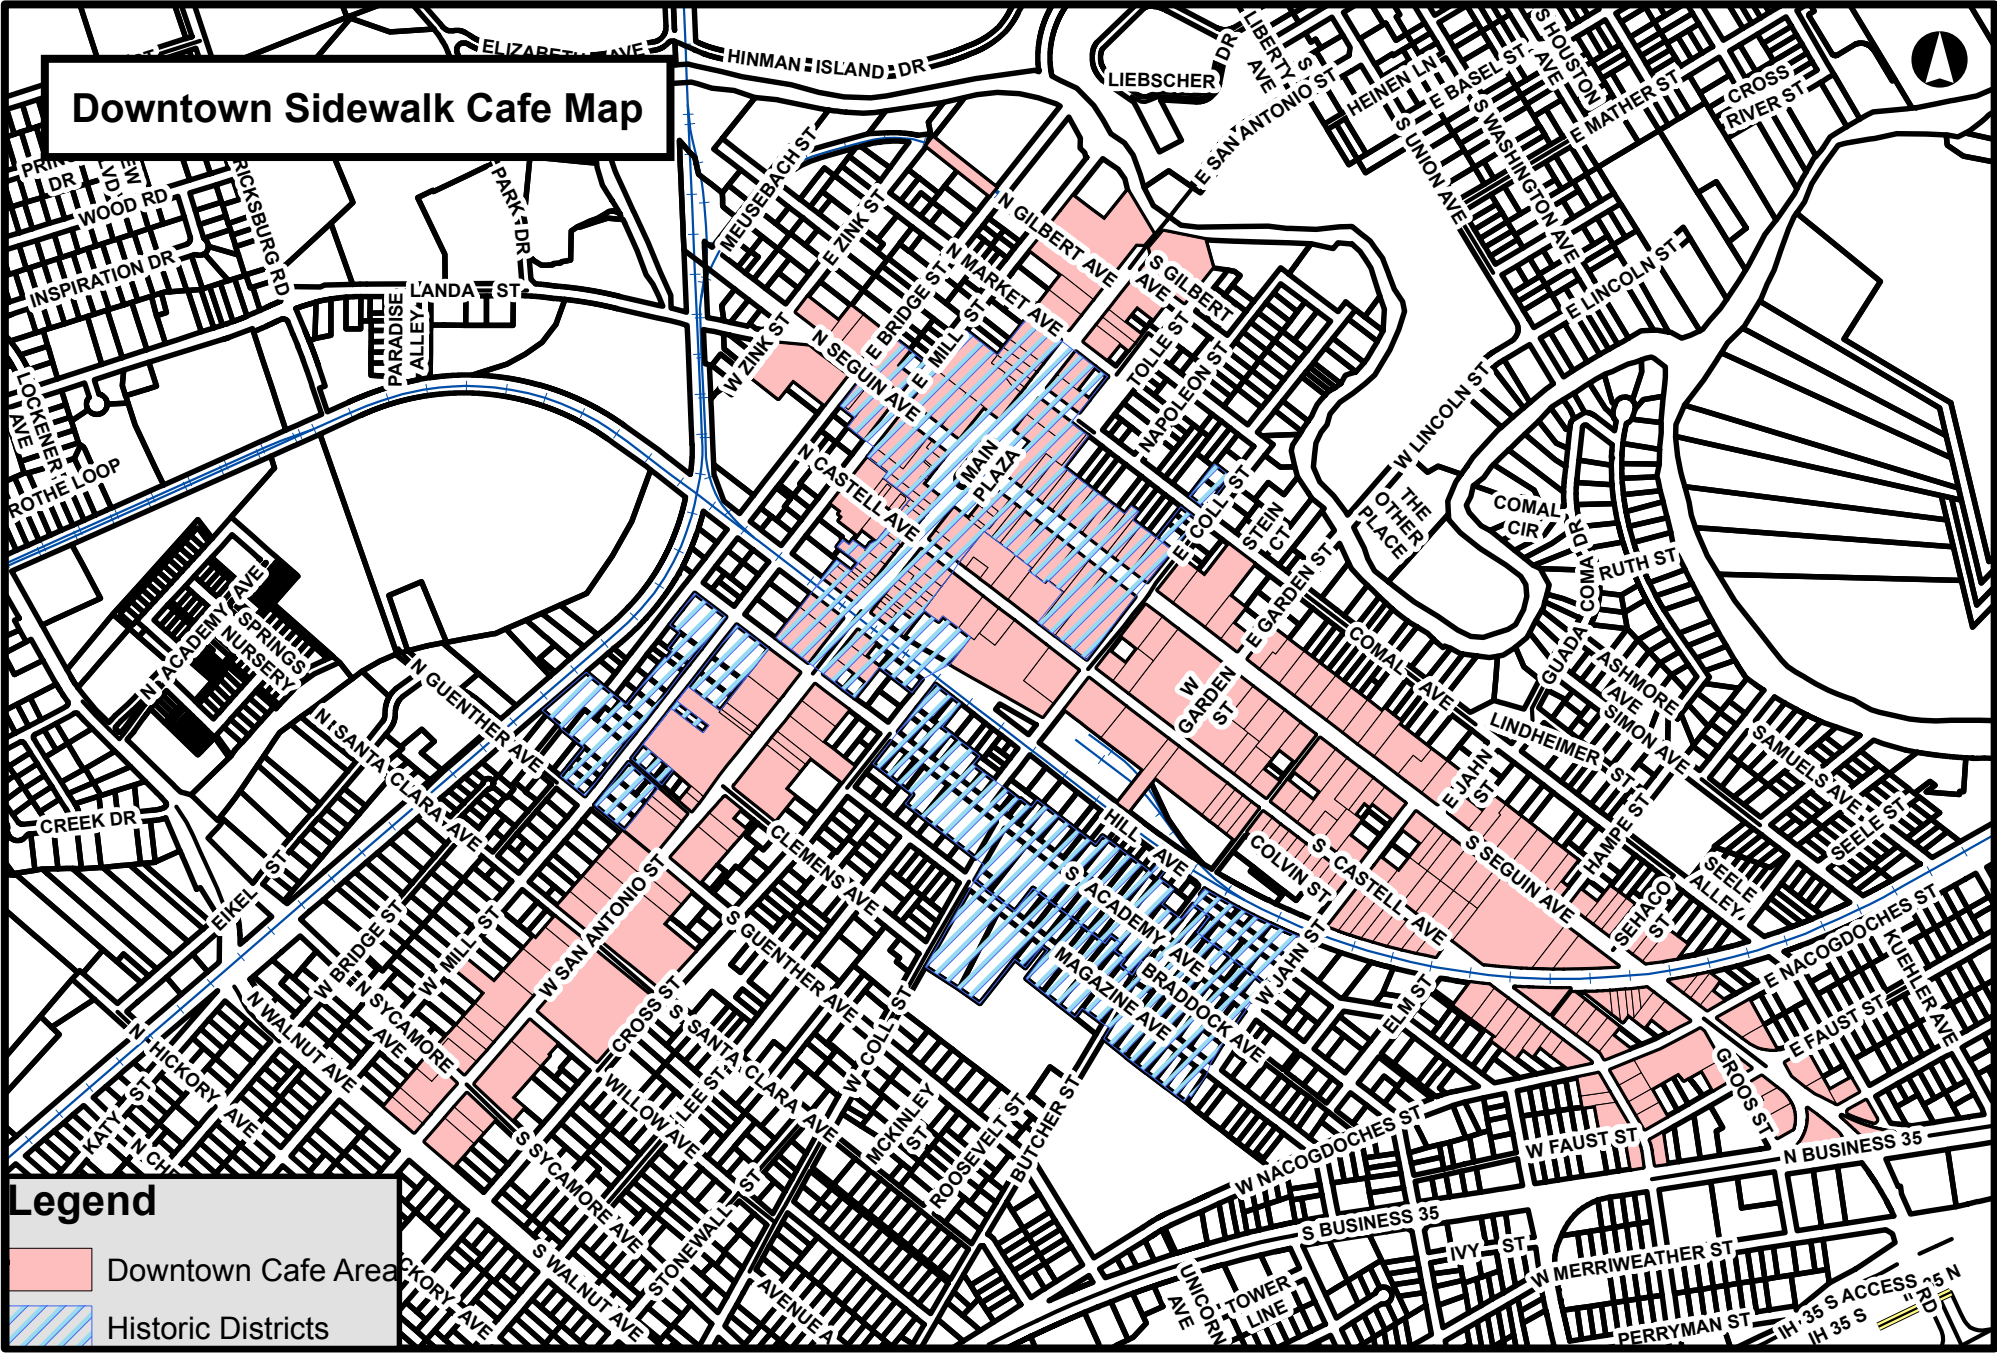 Downtown Sidewalk Cafe Map
ELIZABETH AVE
HINMAN ISLAND DR
LIEBSCHER DR
LIBERTY
AVE
E SAN ANTONIO ST
HEINEN LN
E BASEL ST
S HOUSTON
AVE
E MATHER ST
CROSS
RIVER ST
S UNION AVE
S WASHINGTON AVE
E LINCOLN ST
DR
WOOD RD
INSPIRATION DR
PARK DR
LANDA ST
PARADISE
ALLEY
MEUSEBACH ST
E ZINK ST
W ZINK ST
N GILBERT AVE
S GILBERT
AVE
N MARKET AVE
E BRIDGE ST
E MILL ST
N SEGUIN AVE
TOLLE ST
NAPOLEON ST
W LINCOLN ST
LOCKENER
AVE
ROTHE LOOP
N CASTELL AVE
MAIN
PLAZA
E COLL ST
STEIN
CT
THE
OTHER
PLACE
COMAL
CIR
GUADA COMA DR
RUTH ST
N ACADEMY AVE
SPRINGS
NURSERY
E GARDEN ST
W
GARDEN
ST
COMAL AVE
ASHMORE
AVE
SIMON AVE
LINDHEIMER ST
SAMUELS AVE
SEELE ST
SEELE
ALLEY
N GUENTHER AVE
N SANTA CLARA AVE
CREEK DR
EIKEL ST
E JAHN
ST
HAMPE ST
HILL AVE
COLVIN ST
S CASTELL AVE
S SEGUIN AVE
SEHACO
ST
CLEMENS AVE
W SAN ANTONIO ST
W BRIDGE ST
W MILL ST
S GUENTHER AVE
S ACADEMY AVE
BRADDOCK AVE
MAGAZINE AVE
W JAHN ST
ELM ST
E NACOGDOCHES ST
KUEHLER AVE
E FAUST ST
N WALNUT AVE
N SYCAMORE
AVE
N HICKORY AVE
KATY ST
CROSS ST
S SANTA CLARA AVE
W COLL ST
WILLOW AVE
LEE ST
MCKINLEY
ST
ROOSEVELT ST
BUTCHER ST
GROOS ST
W NACOGDOCHES ST
W FAUST ST
N BUSINESS 35
S SYCAMORE AVE
STONEWALL ST
S WALNUT AVE
AVENUE A
S BUSINESS 35
IVY ST
W MERRIWEATHER ST
UNICORN
AVE
TOWER
LINE
PERRYMAN ST
IH 35 S ACCESS RD
IH 35 S
Legend
Downtown Cafe Area
Historic Districts